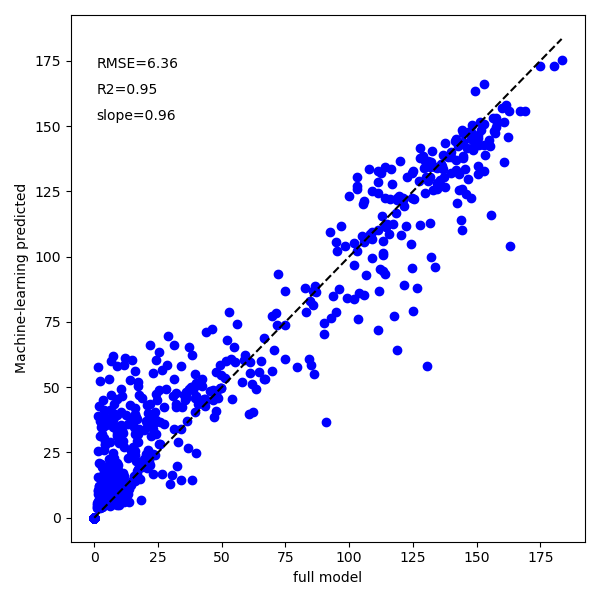 RMSE=6.36
R2=0.95
slope=0.96
175
150
125
100
75
50
25
0
Machine-learning predicted
0 25 50 75 100 125 150 175
full model